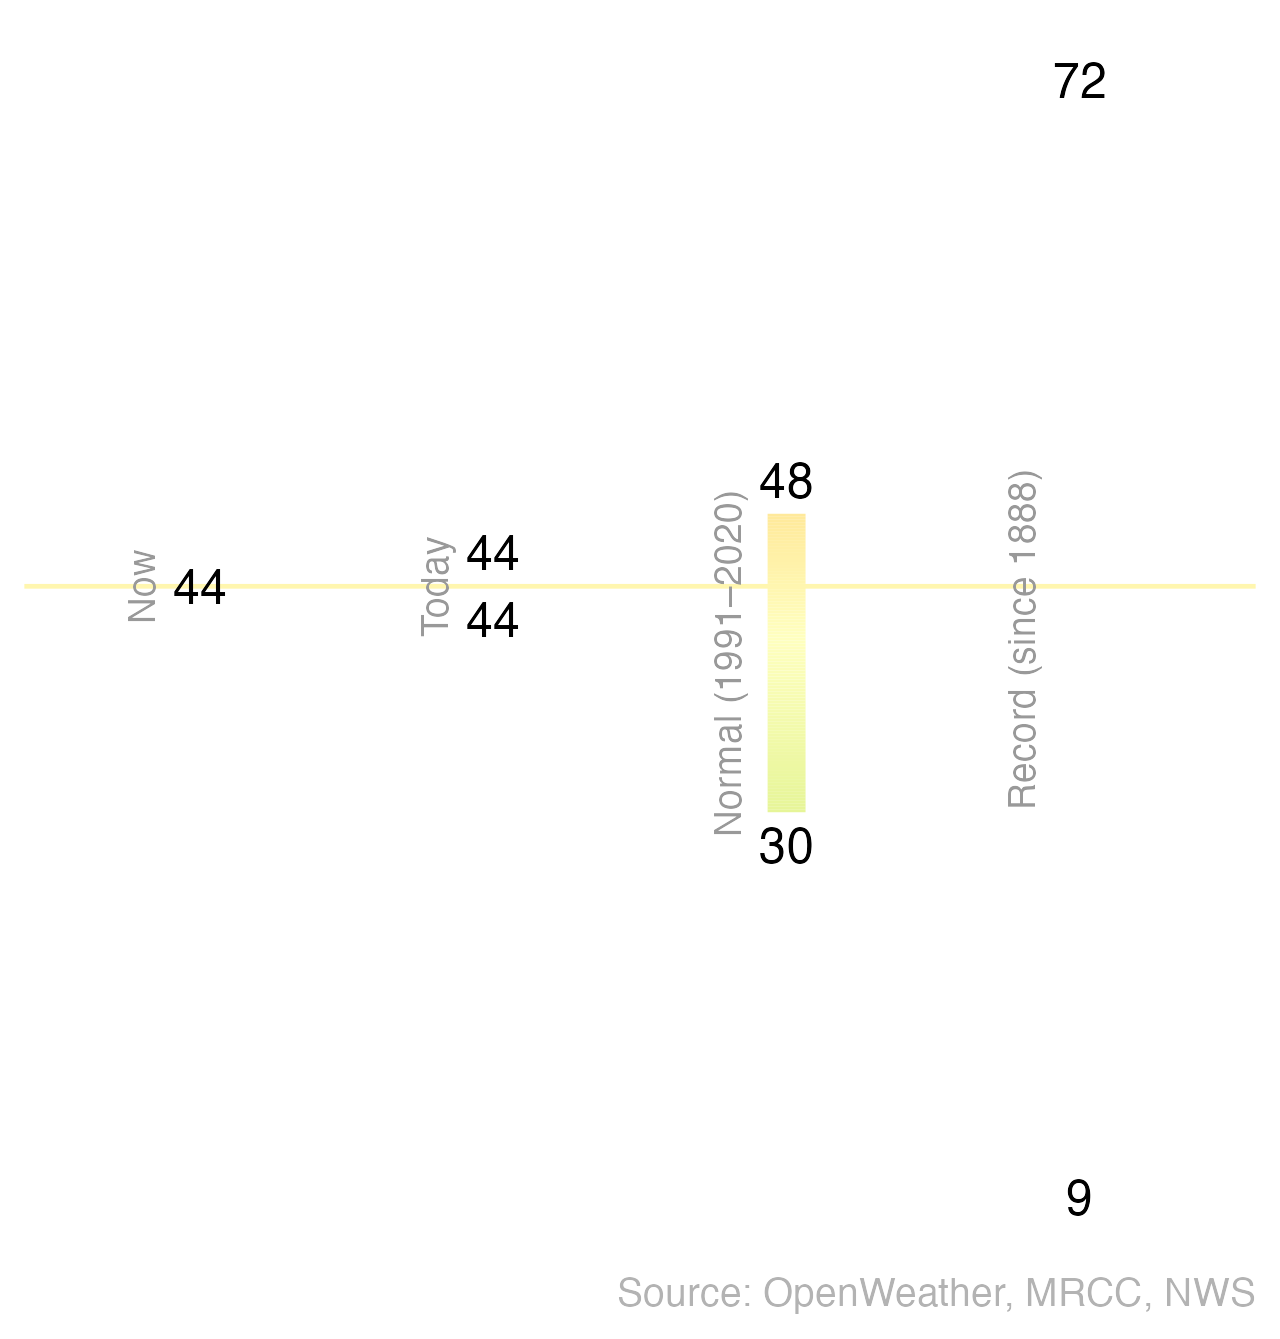 72
Now
44
Today
44
44
Normal (1991–2020)
48
30
Record (since 1888)
9
Source: OpenWeather, MRCC, NWS